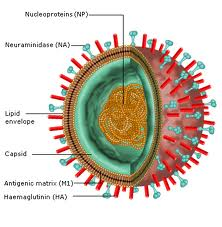 Nucleoproteins (NP)
Neuraminidase (NA)
Lipid
envelope
Capsid
Antigenic matrix (M1)
Haemaglutinin (HA)